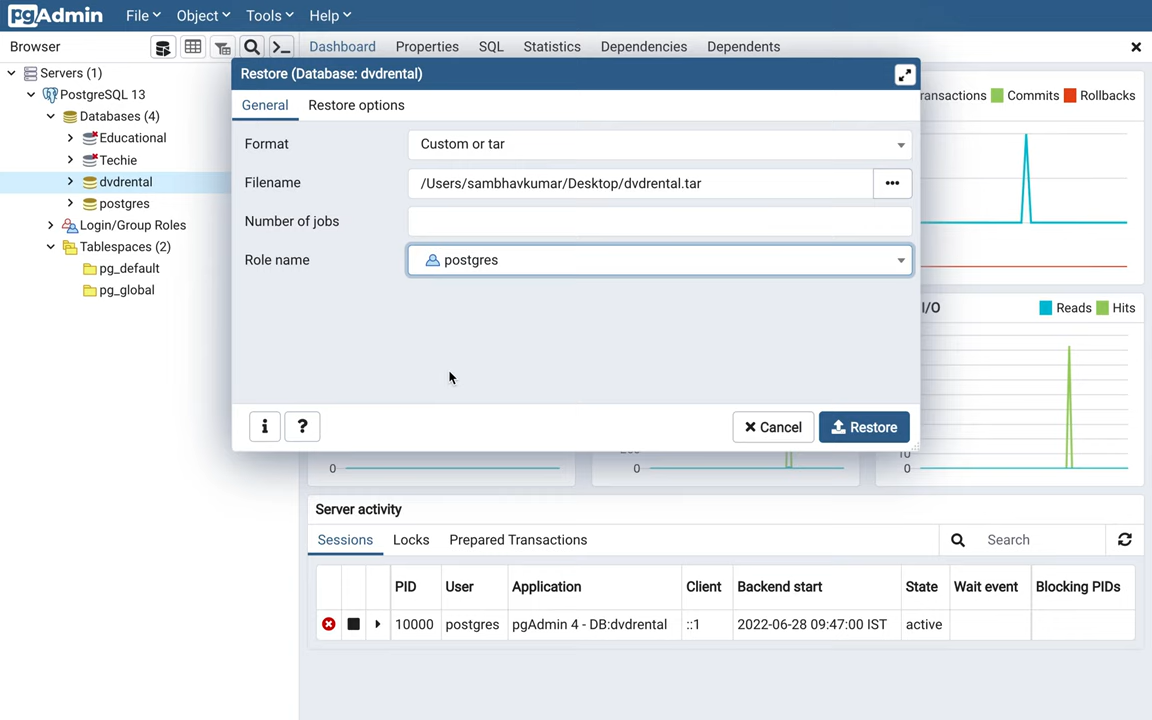 pgAdmin File Object Tools Help
Browser
Dashboard Properties SQL Statistics Dependencies Dependents
Servers (1)
PostgreSQL 13
Databases (4)
Educational
Techie
dvdrental
postgres
Login/Group Roles
Tablespaces (2)
pg_default
pg_global
Restore (Database: dvdrental)
General Restore options
Format Custom or tar
Filename /Users/sambhavkumar/Desktop/dvdrental.tar
Number of jobs
Role name postgres
i ? Cancel Restore
ransactions Commits Rollbacks
I/O Reads Hits
10
0 0 0
Server activity
Sessions Locks Prepared Transactions Search
PID User Application Client Backend start State Wait event Blocking PIDs
10000 postgres pgAdmin 4 - DB:dvdrental ::1 2022-06-28 09:47:00 IST active